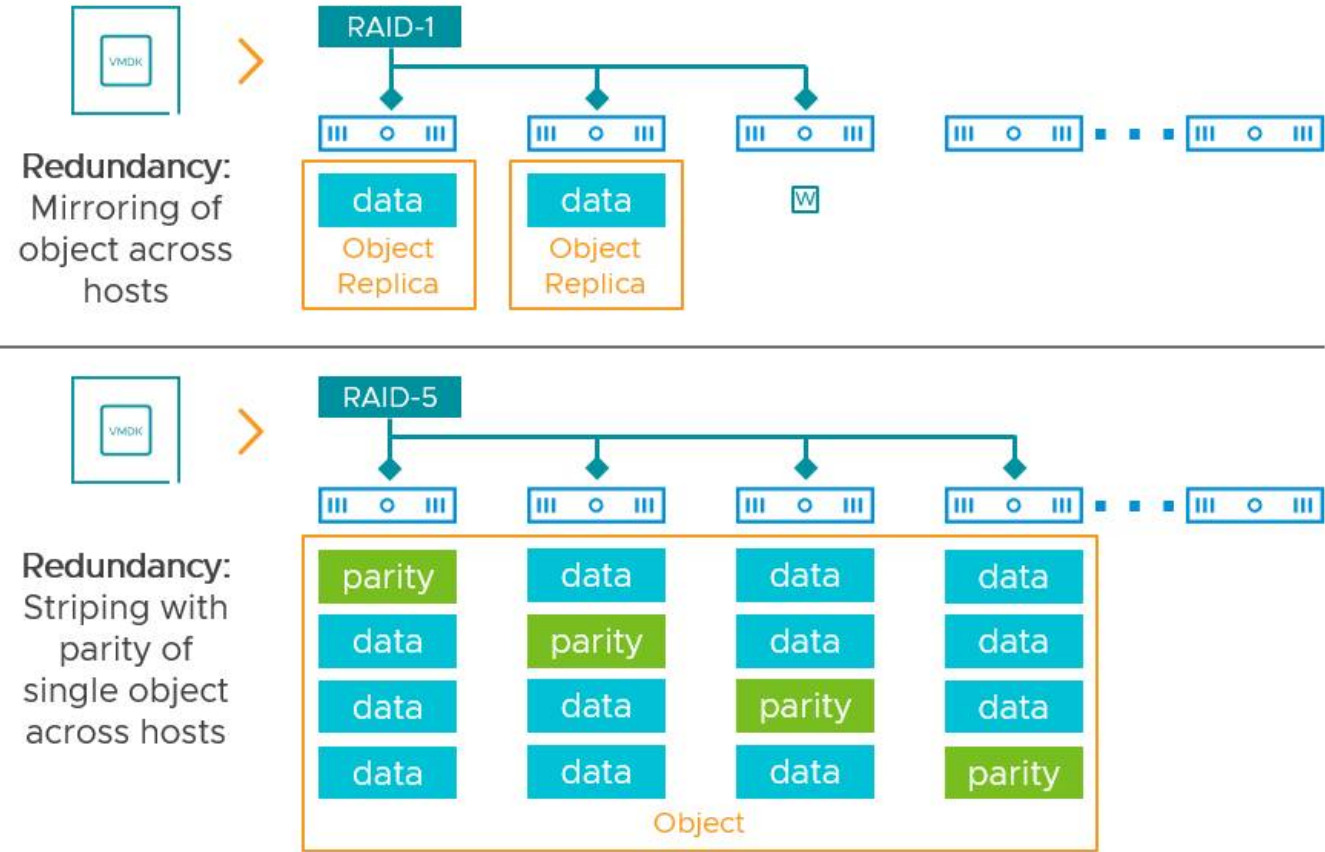 VMDK
RAID-1
Redundancy:
Mirroring of
object across
hosts
data
Object
Replica
data
Object
Replica
W
VMDK
RAID-5
Redundancy:
Striping with
parity of
single object
across hosts
parity data data data
data parity data data
data data parity data
data data data parity
Object